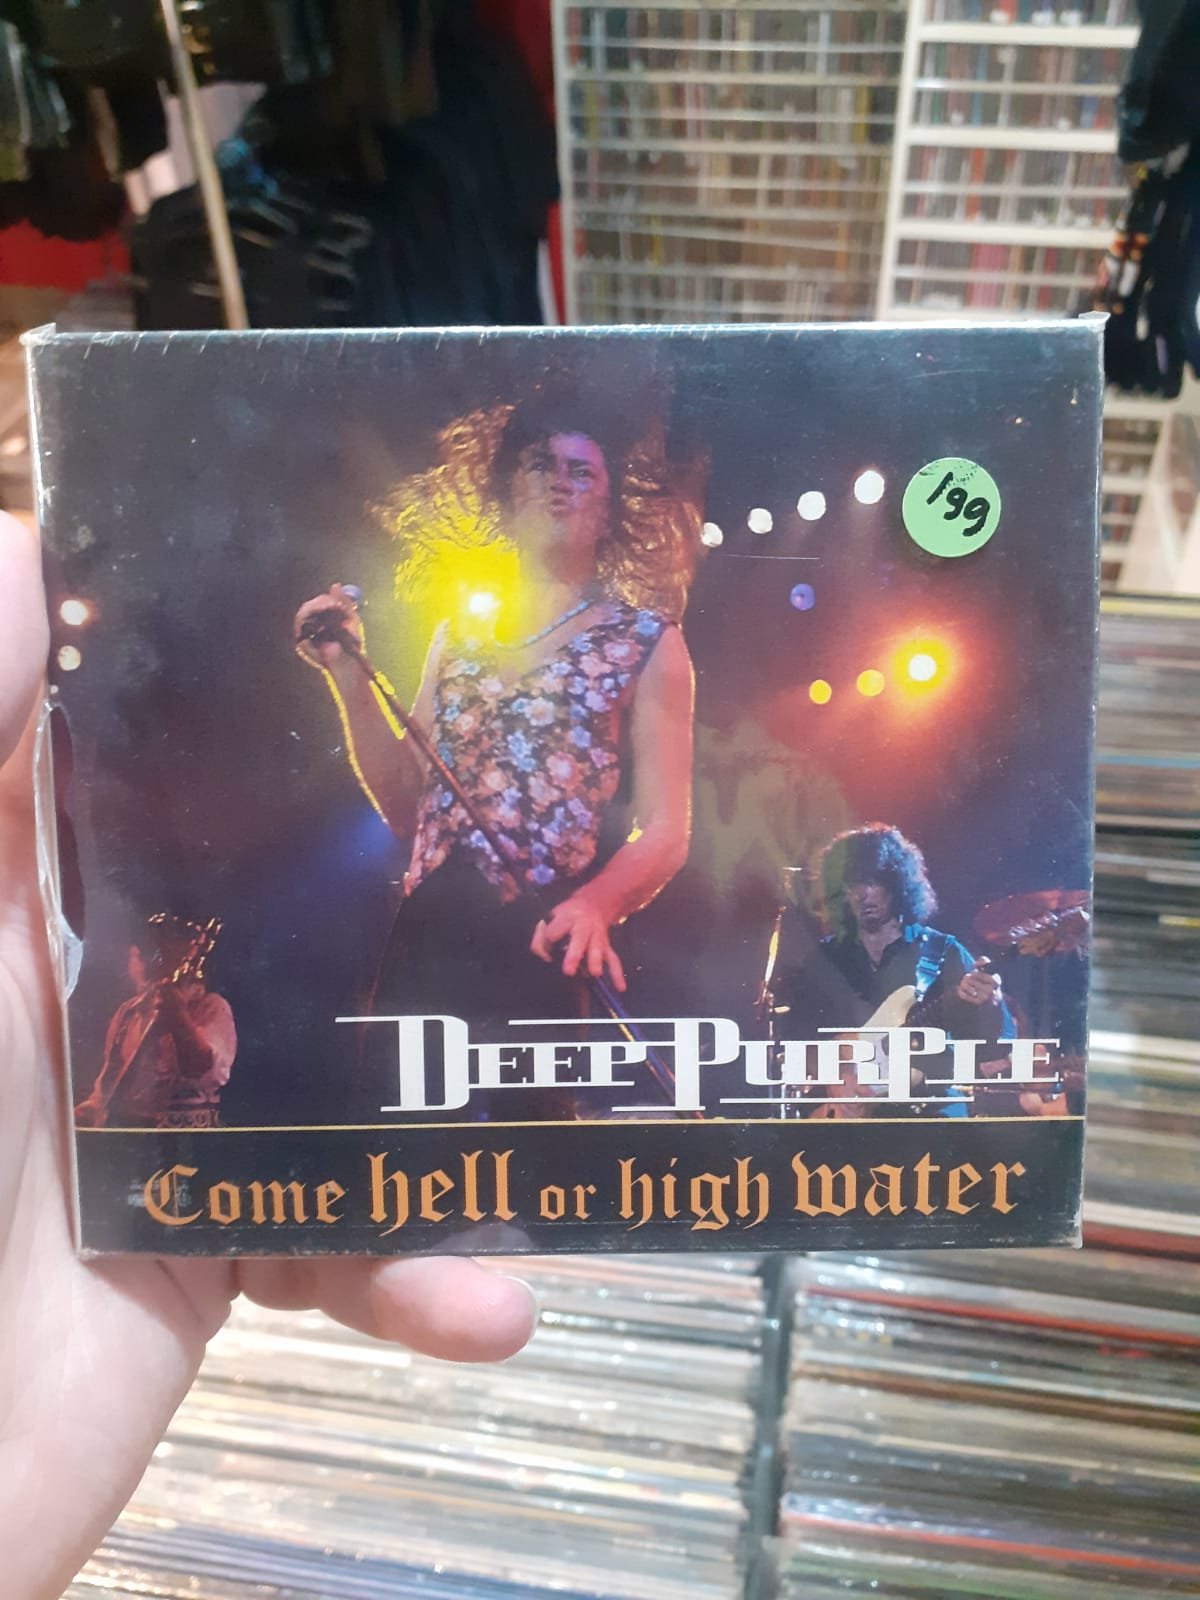 199
DEEP PURPLE
Come hell or high water